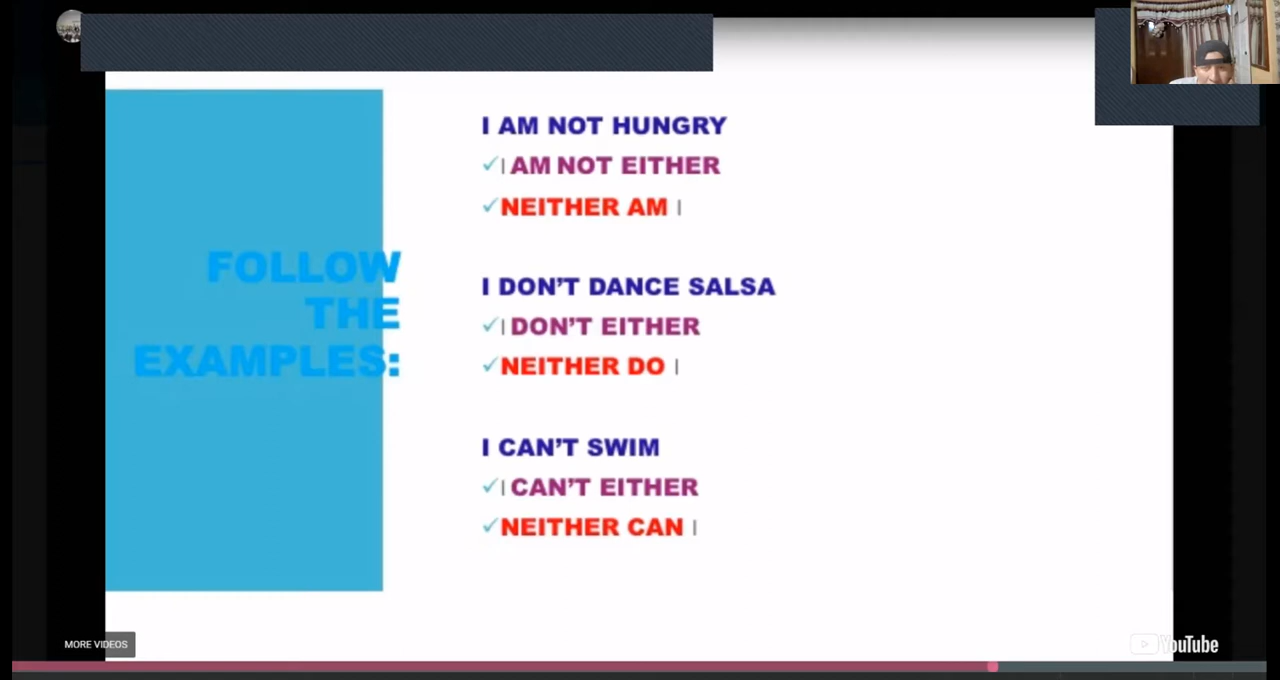 I AM NOT HUNGRY
✓I AM NOT EITHER
✓NEITHER AM I
FOLLOW
THE
EXAMPLES:
I DON'T DANCE SALSA
✓I DON'T EITHER
✓NEITHER DO I
I CAN'T SWIM
✓I CAN'T EITHER
✓NEITHER CAN I
MORE VIDEOS
YouTube